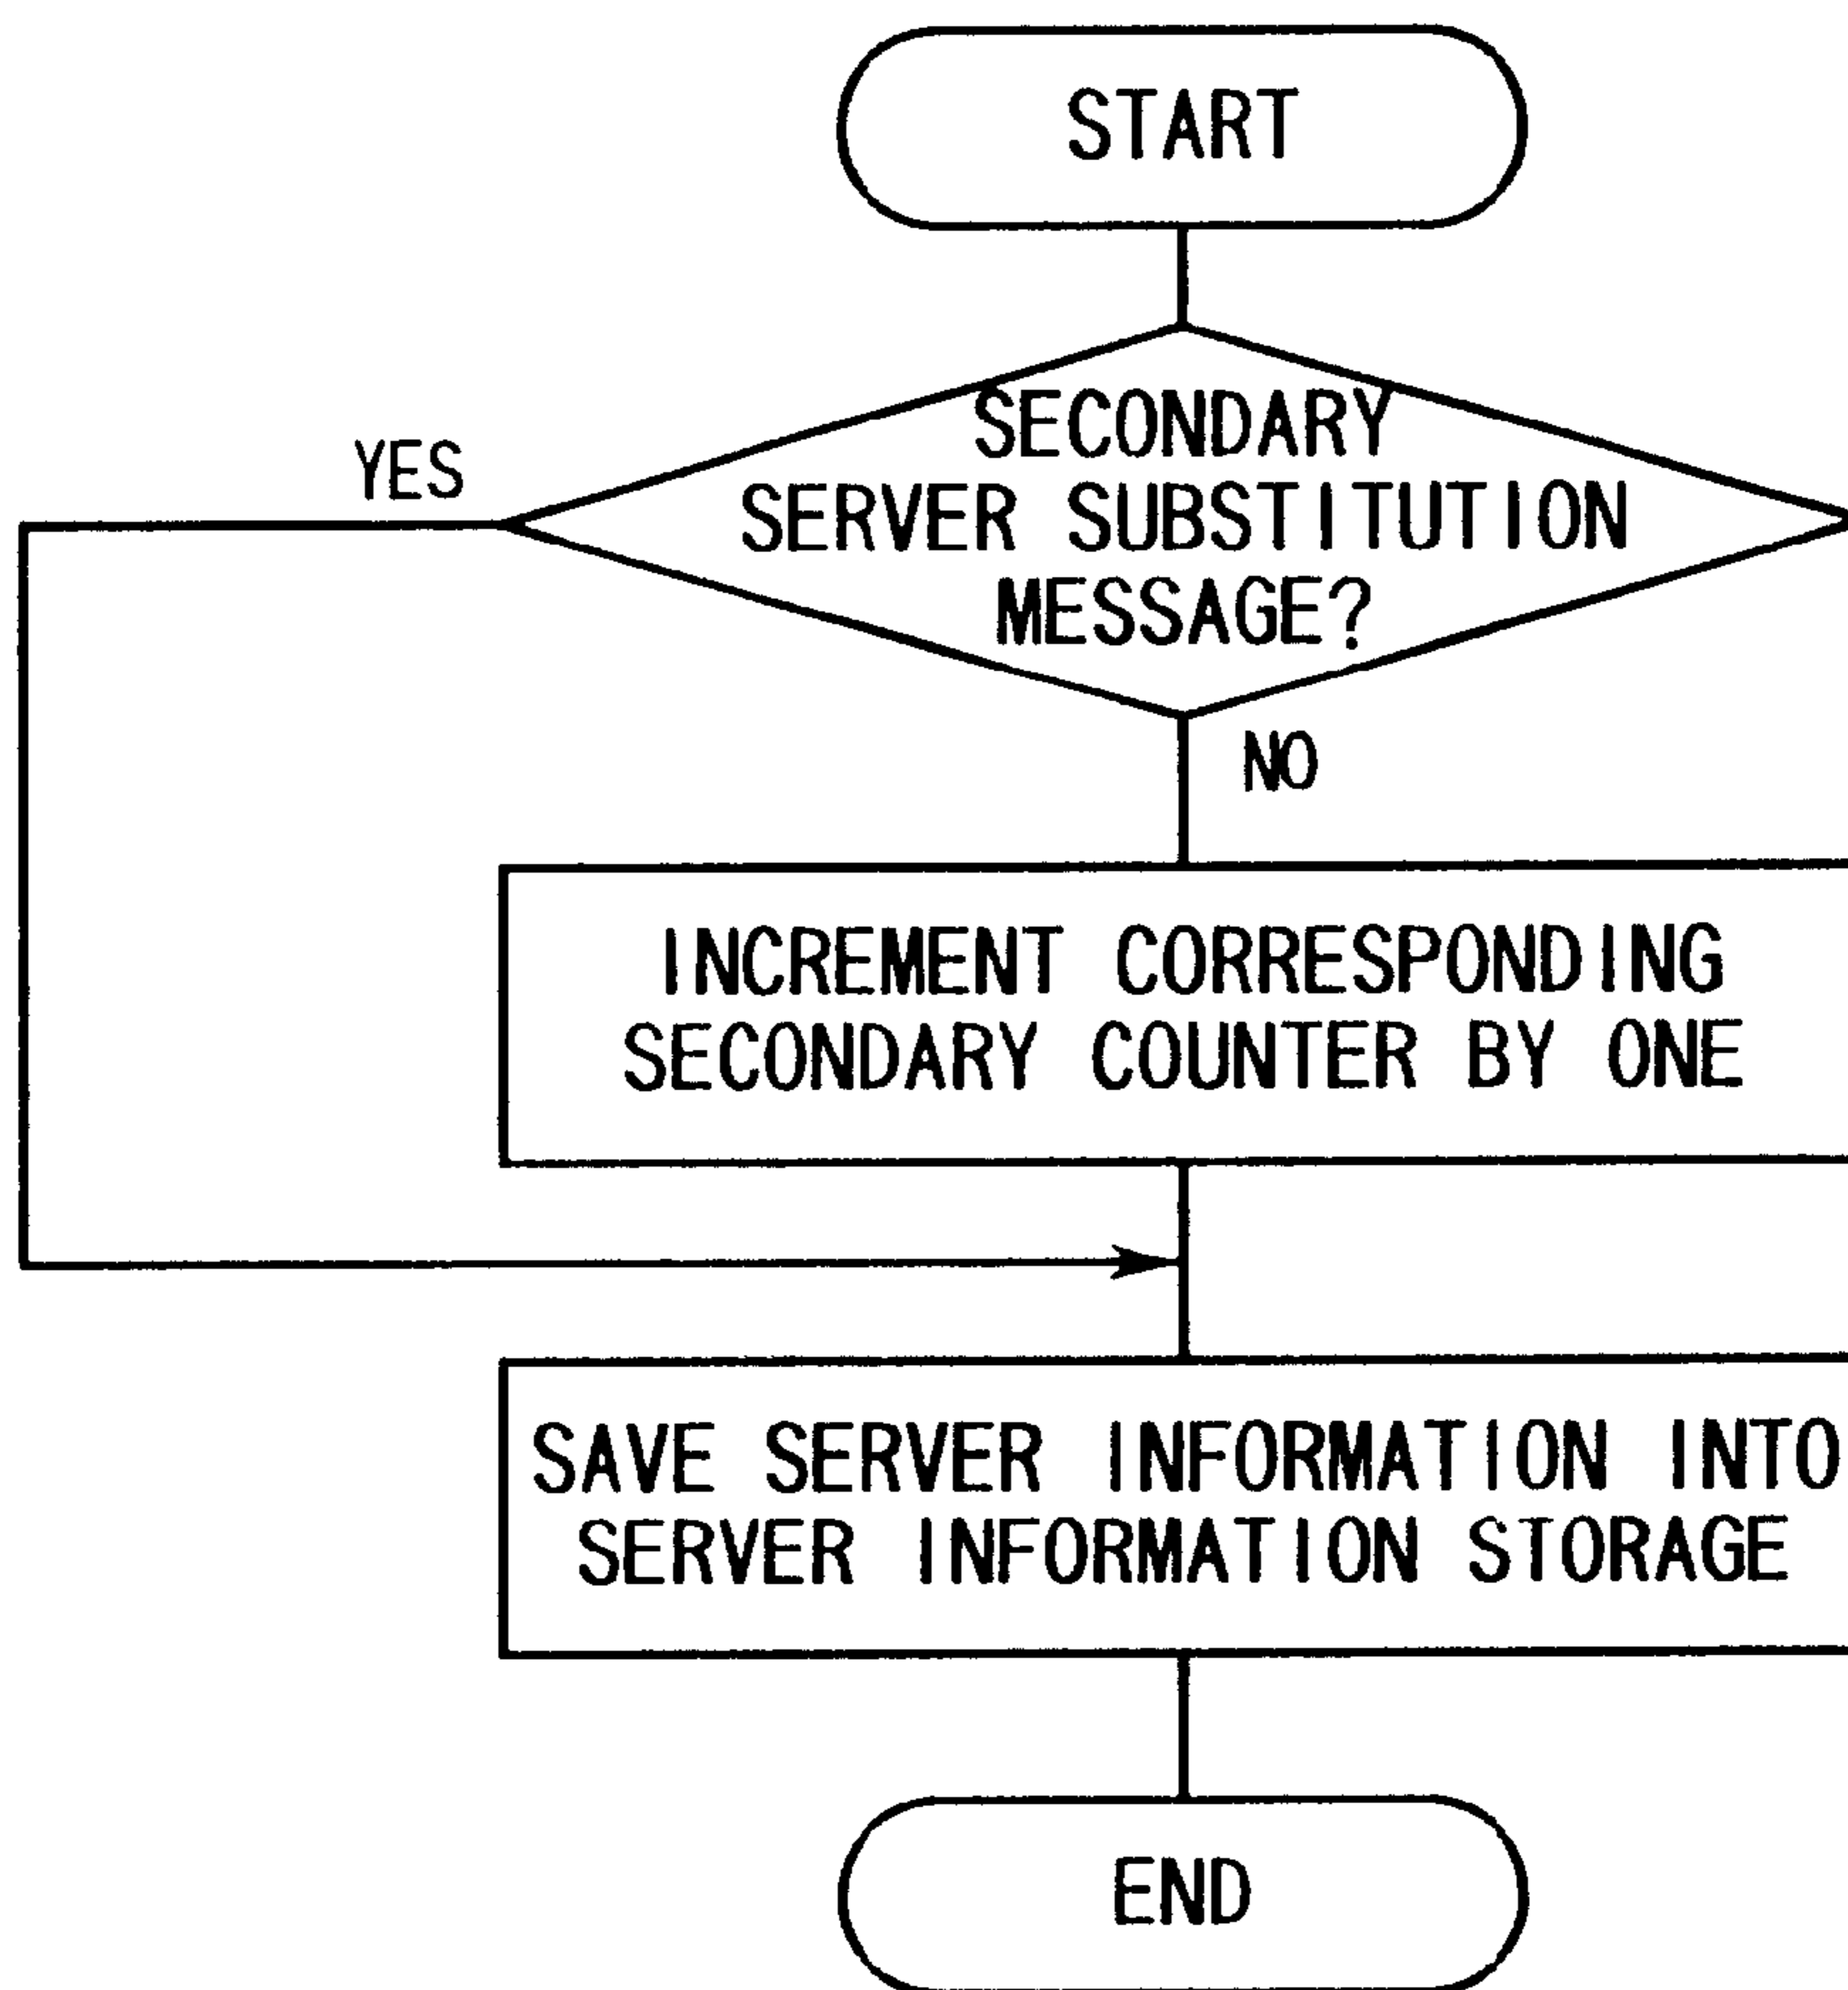 START
SECONDARY
SERVER SUBSTITUTION
MESSAGE?
YES
NO
INCREMENT CORRESPONDING
SECONDARY COUNTER BY ONE
SAVE SERVER INFORMATION INTO
SERVER INFORMATION STORAGE
END